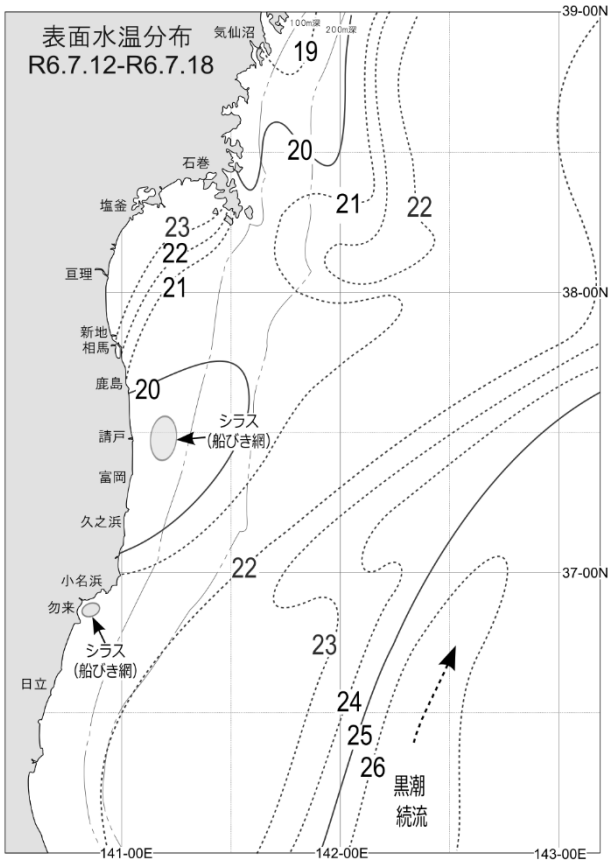 表面水温分布
R6.7.12-R6.7.18
気仙沼
100m深
200m深
39-00N
19
20
石巻
塩釜
23
22
21
21
22
亘理
38-00N
新地
相馬
鹿島
20
シラス
(船びき網)
請戸
富岡
久之浜
22
37-00N
小名浜
勿来
シラス
(船びき網)
23
日立
24
25
26
黒潮
続流
141-00E
142-00E
143-00E